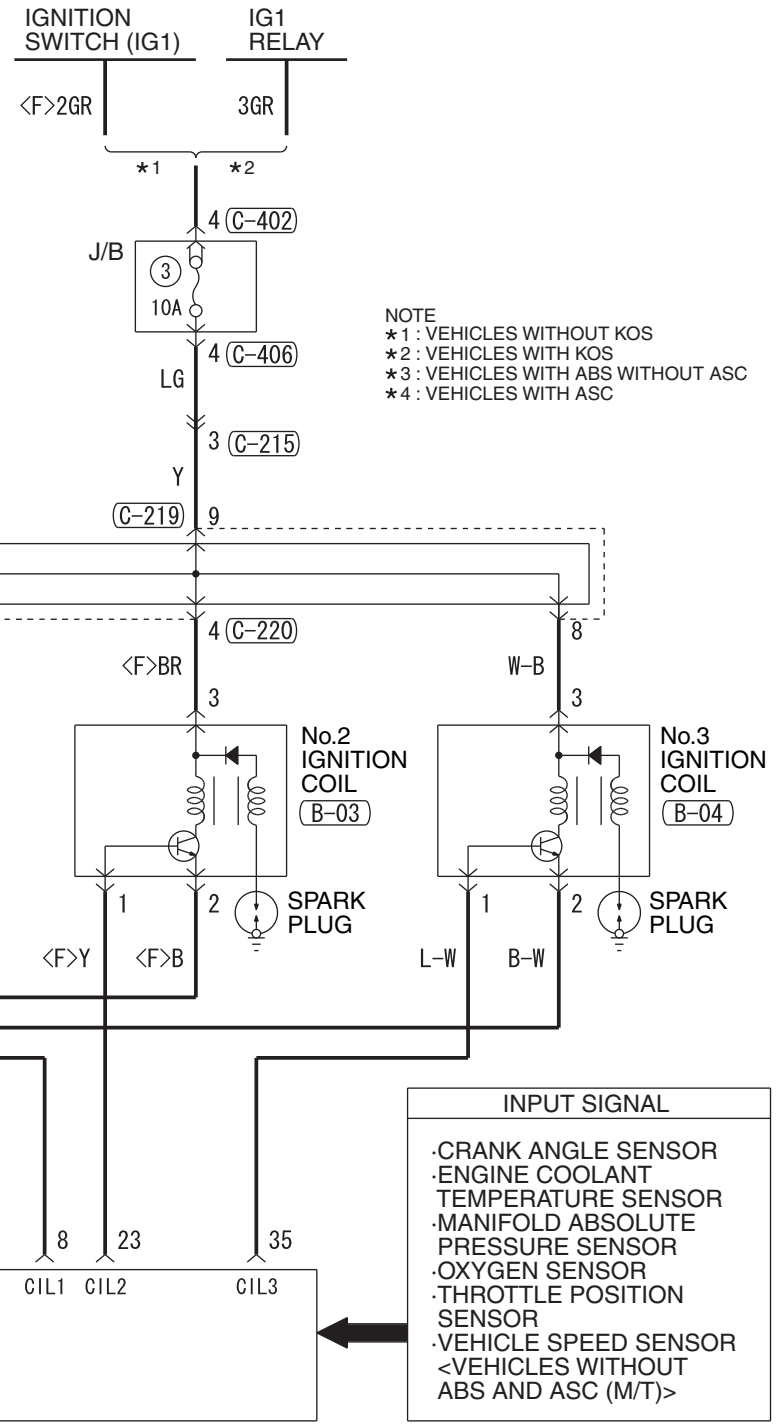 IGNITION
SWITCH (IG1)
IG1
RELAY
<F>2GR
3GR
*1
*2
4 C-402
J/B
3
10A
NOTE
*1 : VEHICLES WITHOUT KOS
*2 : VEHICLES WITH KOS
*3 : VEHICLES WITH ABS WITHOUT ASC
*4 : VEHICLES WITH ASC
4 C-406
LG
3 C-215
Y
C-219 9
4 C-220
8
<F>BR
W-B
3
3
No.2
IGNITION
COIL
B-03
No.3
IGNITION
COIL
B-04
1
2
SPARK
PLUG
1
2
SPARK
PLUG
<F>Y
<F>B
L-W
B-W
INPUT SIGNAL
·CRANK ANGLE SENSOR
·ENGINE COOLANT
TEMPERATURE SENSOR
·MANIFOLD ABSOLUTE
PRESSURE SENSOR
·OXYGEN SENSOR
·THROTTLE POSITION
SENSOR
·VEHICLE SPEED SENSOR
<VEHICLES WITHOUT
ABS AND ASC (M/T)>
8
23
35
CIL1
CIL2
CIL3